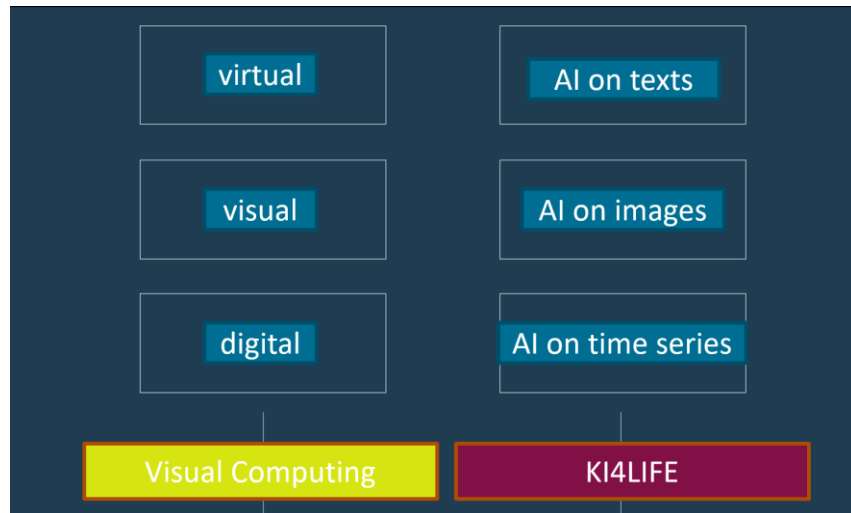 virtual
AI on texts
visual
AI on images
digital
AI on time series
Visual Computing
KI4LIFE